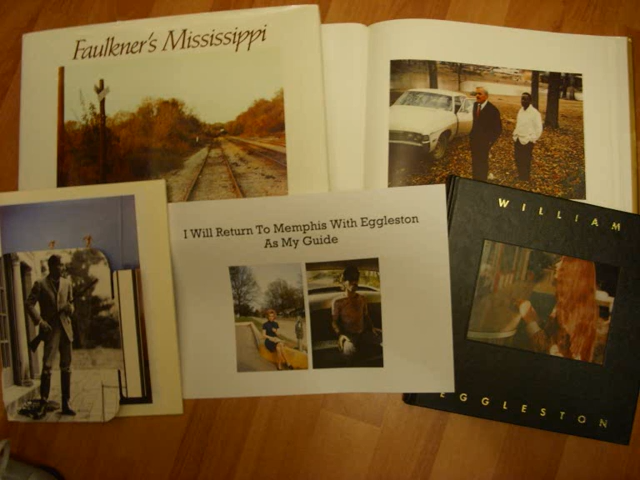 Faulkner's Mississippi
I Will Return To Memphis With Eggleston
As My Guide
WILLIAM
EGGLESTON